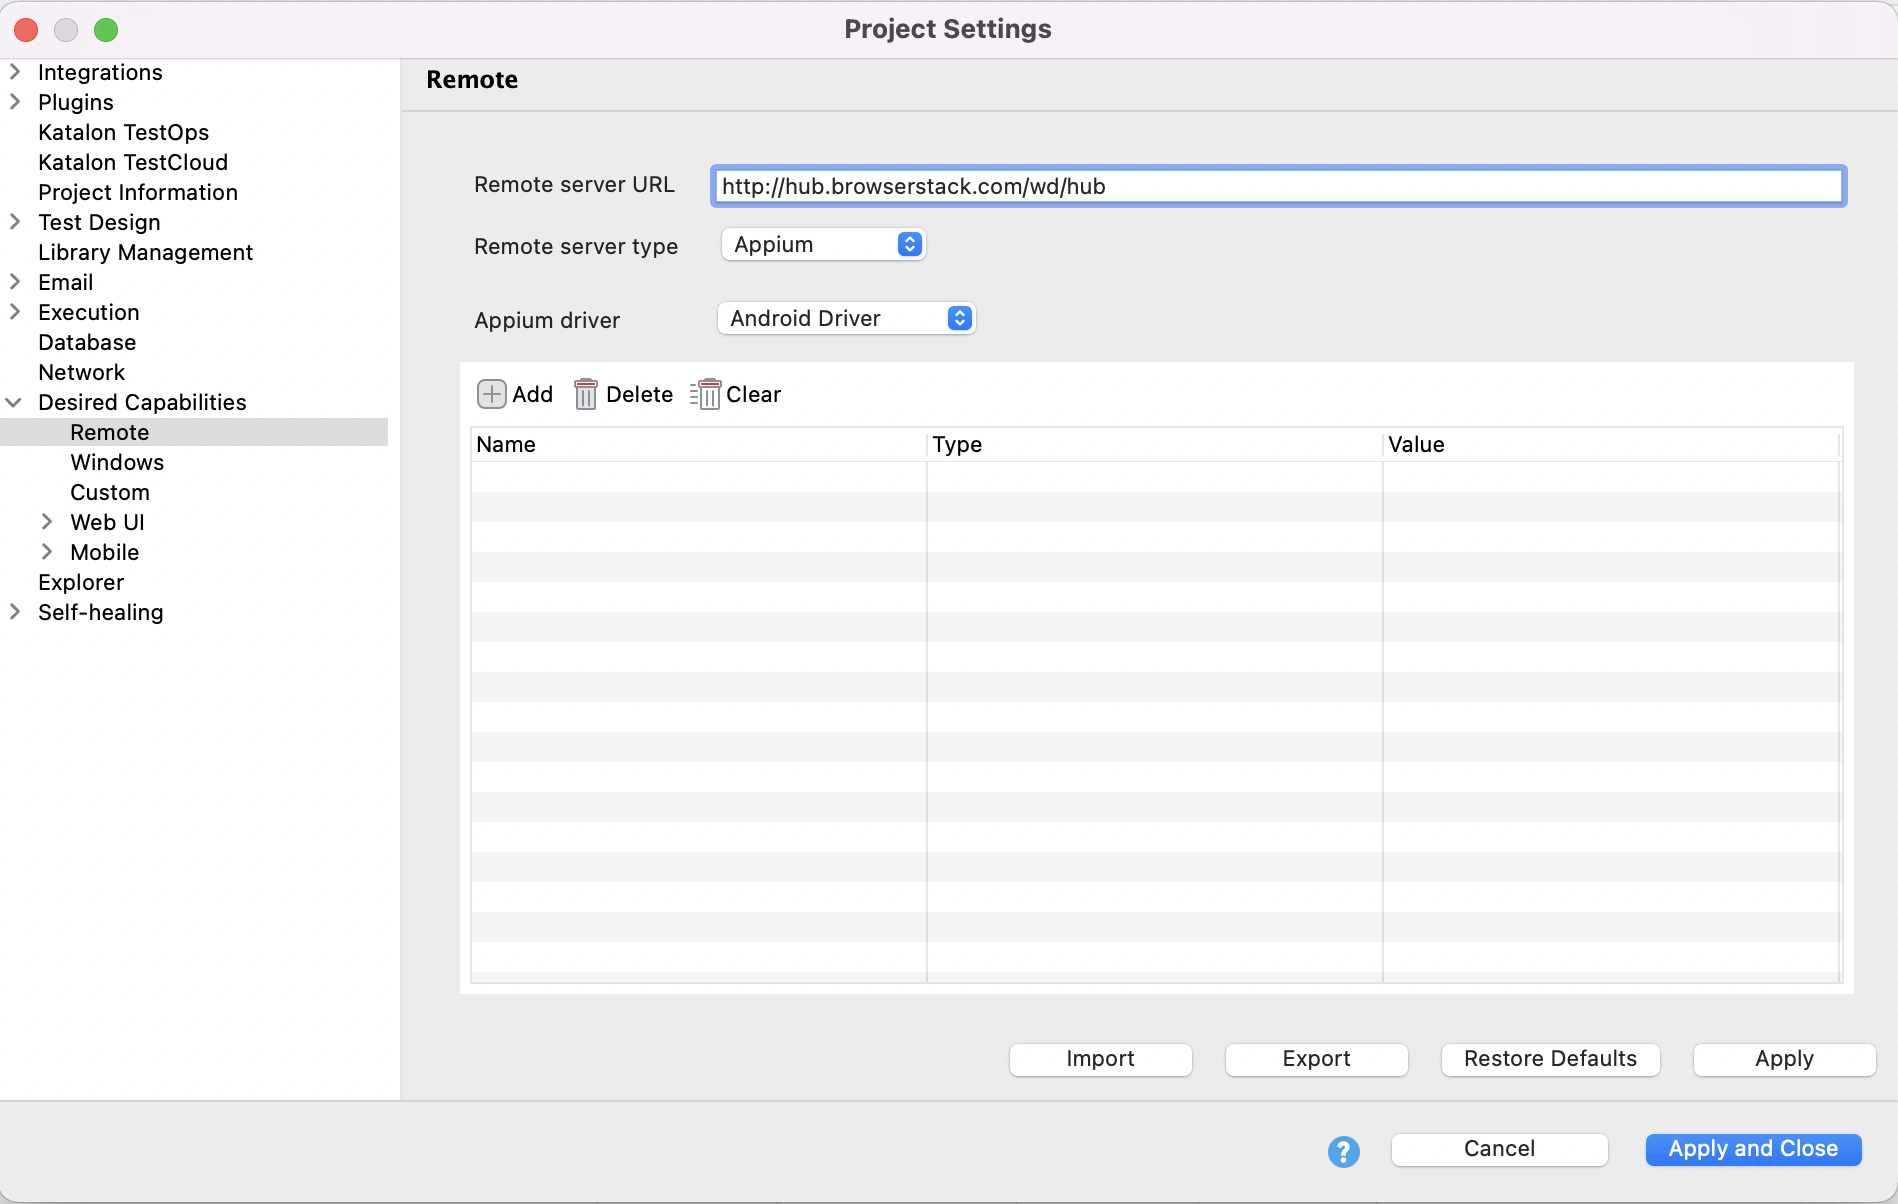 Project Settings
Integrations
Plugins
Katalon TestOps
Katalon TestCloud
Project Information
Test Design
Library Management
Email
Execution
Database
Network
Desired Capabilities
Remote
Windows
Custom
Web UI
Mobile
Explorer
Self-healing
Remote
Remote server URL http://hub.browserstack.com/wd/hub
Remote server type Appium
Appium driver Android Driver
Add Delete Clear
Name Type Value
Import Export Restore Defaults Apply
? Cancel Apply and Close